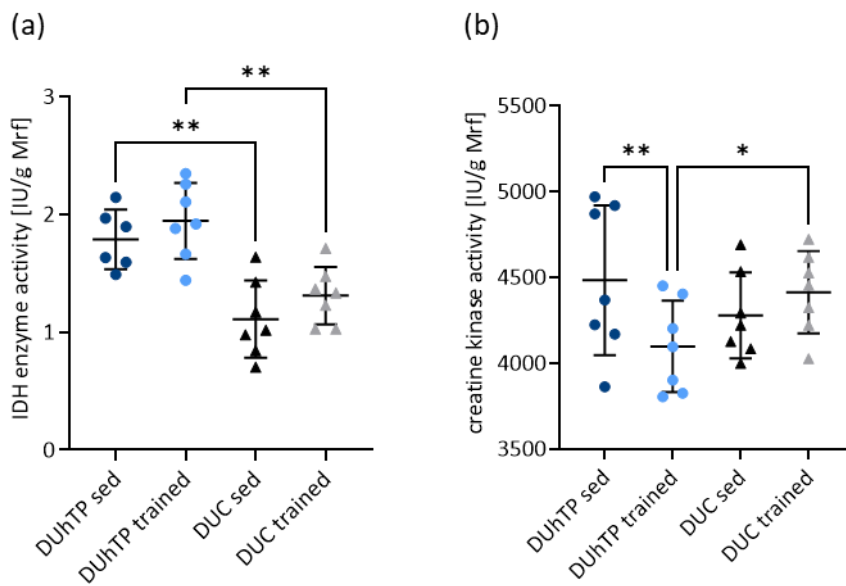 (a)
IDH enzyme activity [IU/g Mrf]
3
2
1
0
**
**
DUhTP sed
DUhTP trained
DUC sed
DUC trained
(b)
creatine kinase activity [IU/g Mrf]
5500
5000
4500
4000
3500
**
*
DUhTP sed
DUhTP trained
DUC sed
DUC trained